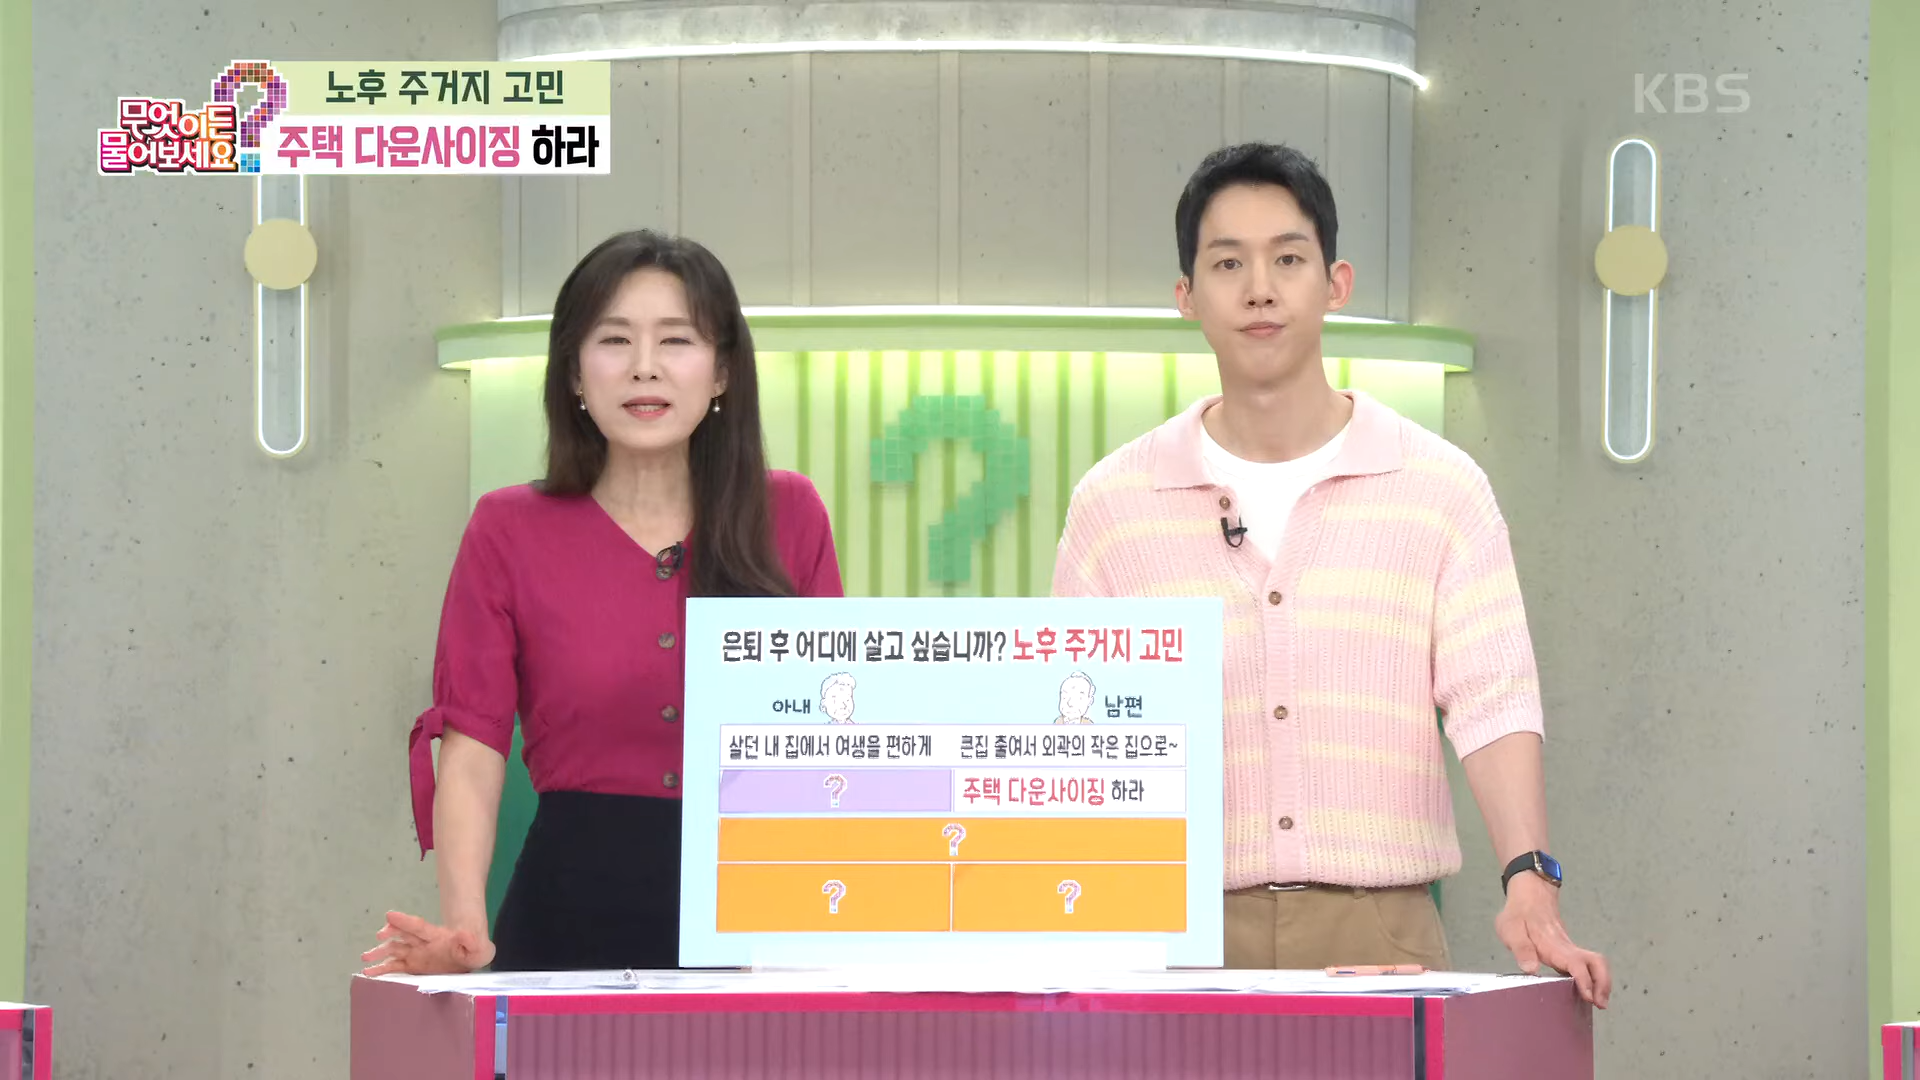 노후 주거지 고민
무엇이든
물어보세요
?
주택 다운사이징 하라
KBS
은퇴 후 어디에 살고 싶습니까? 노후 주거지 고민
아내
남편
살던 내 집에서 여생을 편하게
큰집 줄여서 외곽의 작은 집으로~
?
주택 다운사이징 하라
?
?
?